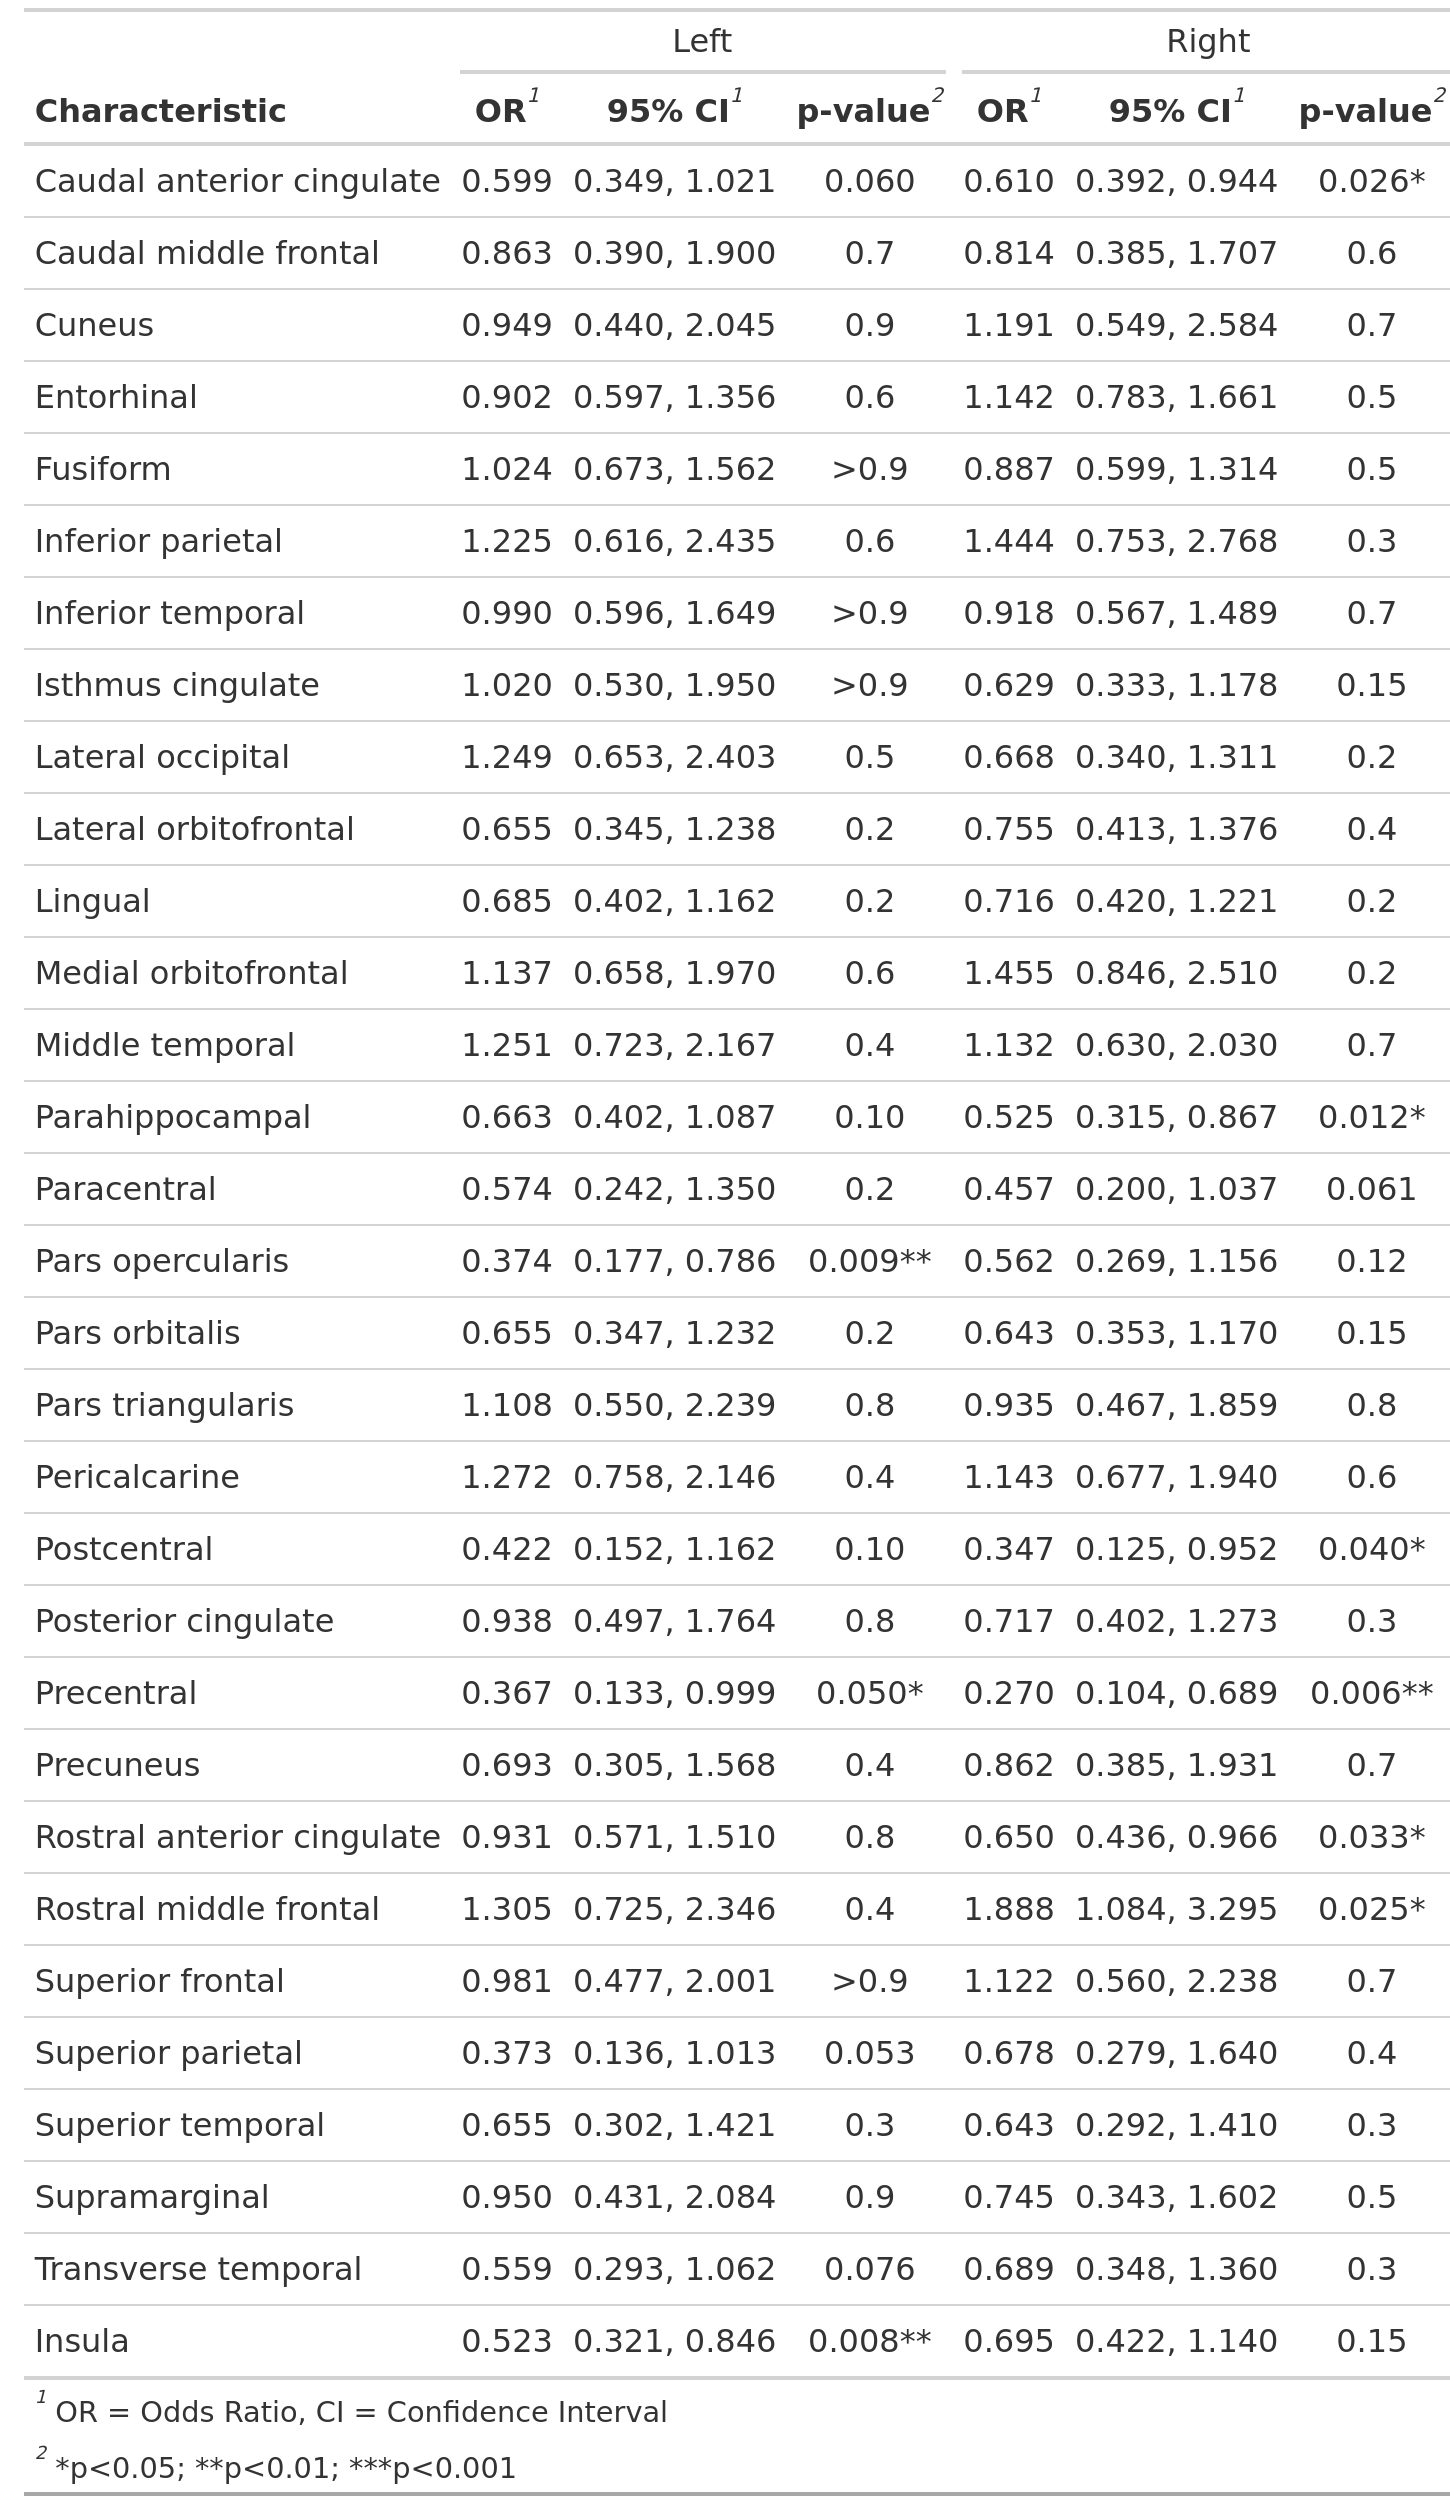 Left Right
Characteristic OR1 95% CI1 p-value2 OR1 95% CI1 p-value2
Caudal anterior cingulate 0.599 0.349, 1.021 0.060 0.610 0.392, 0.944 0.026*
Caudal middle frontal 0.863 0.390, 1.900 0.7 0.814 0.385, 1.707 0.6
Cuneus 0.949 0.440, 2.045 0.9 1.191 0.549, 2.584 0.7
Entorhinal 0.902 0.597, 1.356 0.6 1.142 0.783, 1.661 0.5
Fusiform 1.024 0.673, 1.562 >0.9 0.887 0.599, 1.314 0.5
Inferior parietal 1.225 0.616, 2.435 0.6 1.444 0.753, 2.768 0.3
Inferior temporal 0.990 0.596, 1.649 >0.9 0.918 0.567, 1.489 0.7
Isthmus cingulate 1.020 0.530, 1.950 >0.9 0.629 0.333, 1.178 0.15
Lateral occipital 1.249 0.653, 2.403 0.5 0.668 0.340, 1.311 0.2
Lateral orbitofrontal 0.655 0.345, 1.238 0.2 0.755 0.413, 1.376 0.4
Lingual 0.685 0.402, 1.162 0.2 0.716 0.420, 1.221 0.2
Medial orbitofrontal 1.137 0.658, 1.970 0.6 1.455 0.846, 2.510 0.2
Middle temporal 1.251 0.723, 2.167 0.4 1.132 0.630, 2.030 0.7
Parahippocampal 0.663 0.402, 1.087 0.10 0.525 0.315, 0.867 0.012*
Paracentral 0.574 0.242, 1.350 0.2 0.457 0.200, 1.037 0.061
Pars opercularis 0.374 0.177, 0.786 0.009** 0.562 0.269, 1.156 0.12
Pars orbitalis 0.655 0.347, 1.232 0.2 0.643 0.353, 1.170 0.15
Pars triangularis 1.108 0.550, 2.239 0.8 0.935 0.467, 1.859 0.8
Pericalcarine 1.272 0.758, 2.146 0.4 1.143 0.677, 1.940 0.6
Postcentral 0.422 0.152, 1.162 0.10 0.347 0.125, 0.952 0.040*
Posterior cingulate 0.938 0.497, 1.764 0.8 0.717 0.402, 1.273 0.3
Precentral 0.367 0.133, 0.999 0.050* 0.270 0.104, 0.689 0.006**
Precuneus 0.693 0.305, 1.568 0.4 0.862 0.385, 1.931 0.7
Rostral anterior cingulate 0.931 0.571, 1.510 0.8 0.650 0.436, 0.966 0.033*
Rostral middle frontal 1.305 0.725, 2.346 0.4 1.888 1.084, 3.295 0.025*
Superior frontal 0.981 0.477, 2.001 >0.9 1.122 0.560, 2.238 0.7
Superior parietal 0.373 0.136, 1.013 0.053 0.678 0.279, 1.640 0.4
Superior temporal 0.655 0.302, 1.421 0.3 0.643 0.292, 1.410 0.3
Supramarginal 0.950 0.431, 2.084 0.9 0.745 0.343, 1.602 0.5
Transverse temporal 0.559 0.293, 1.062 0.076 0.689 0.348, 1.360 0.3
Insula 0.523 0.321, 0.846 0.008** 0.695 0.422, 1.140 0.15
1 OR = Odds Ratio, CI = Confidence Interval
2 *p<0.05; **p<0.01; ***p<0.001